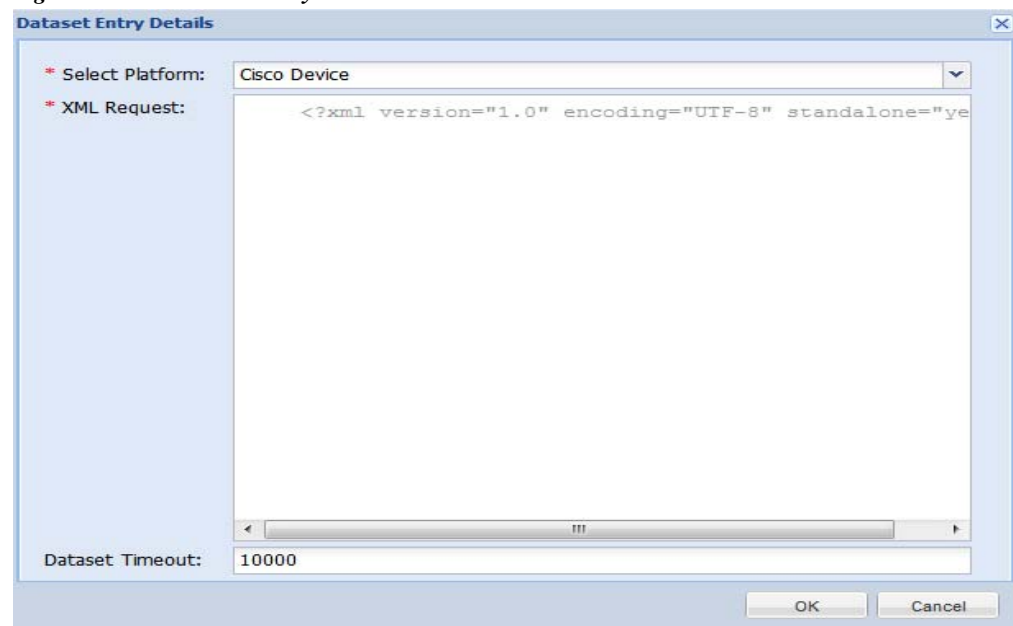 Dataset Entry Details
* Select Platform: Cisco Device
* XML Request: <?xml version="1.0" encoding="UTF-8" standalone="ye
Dataset Timeout: 10000
OK Cancel